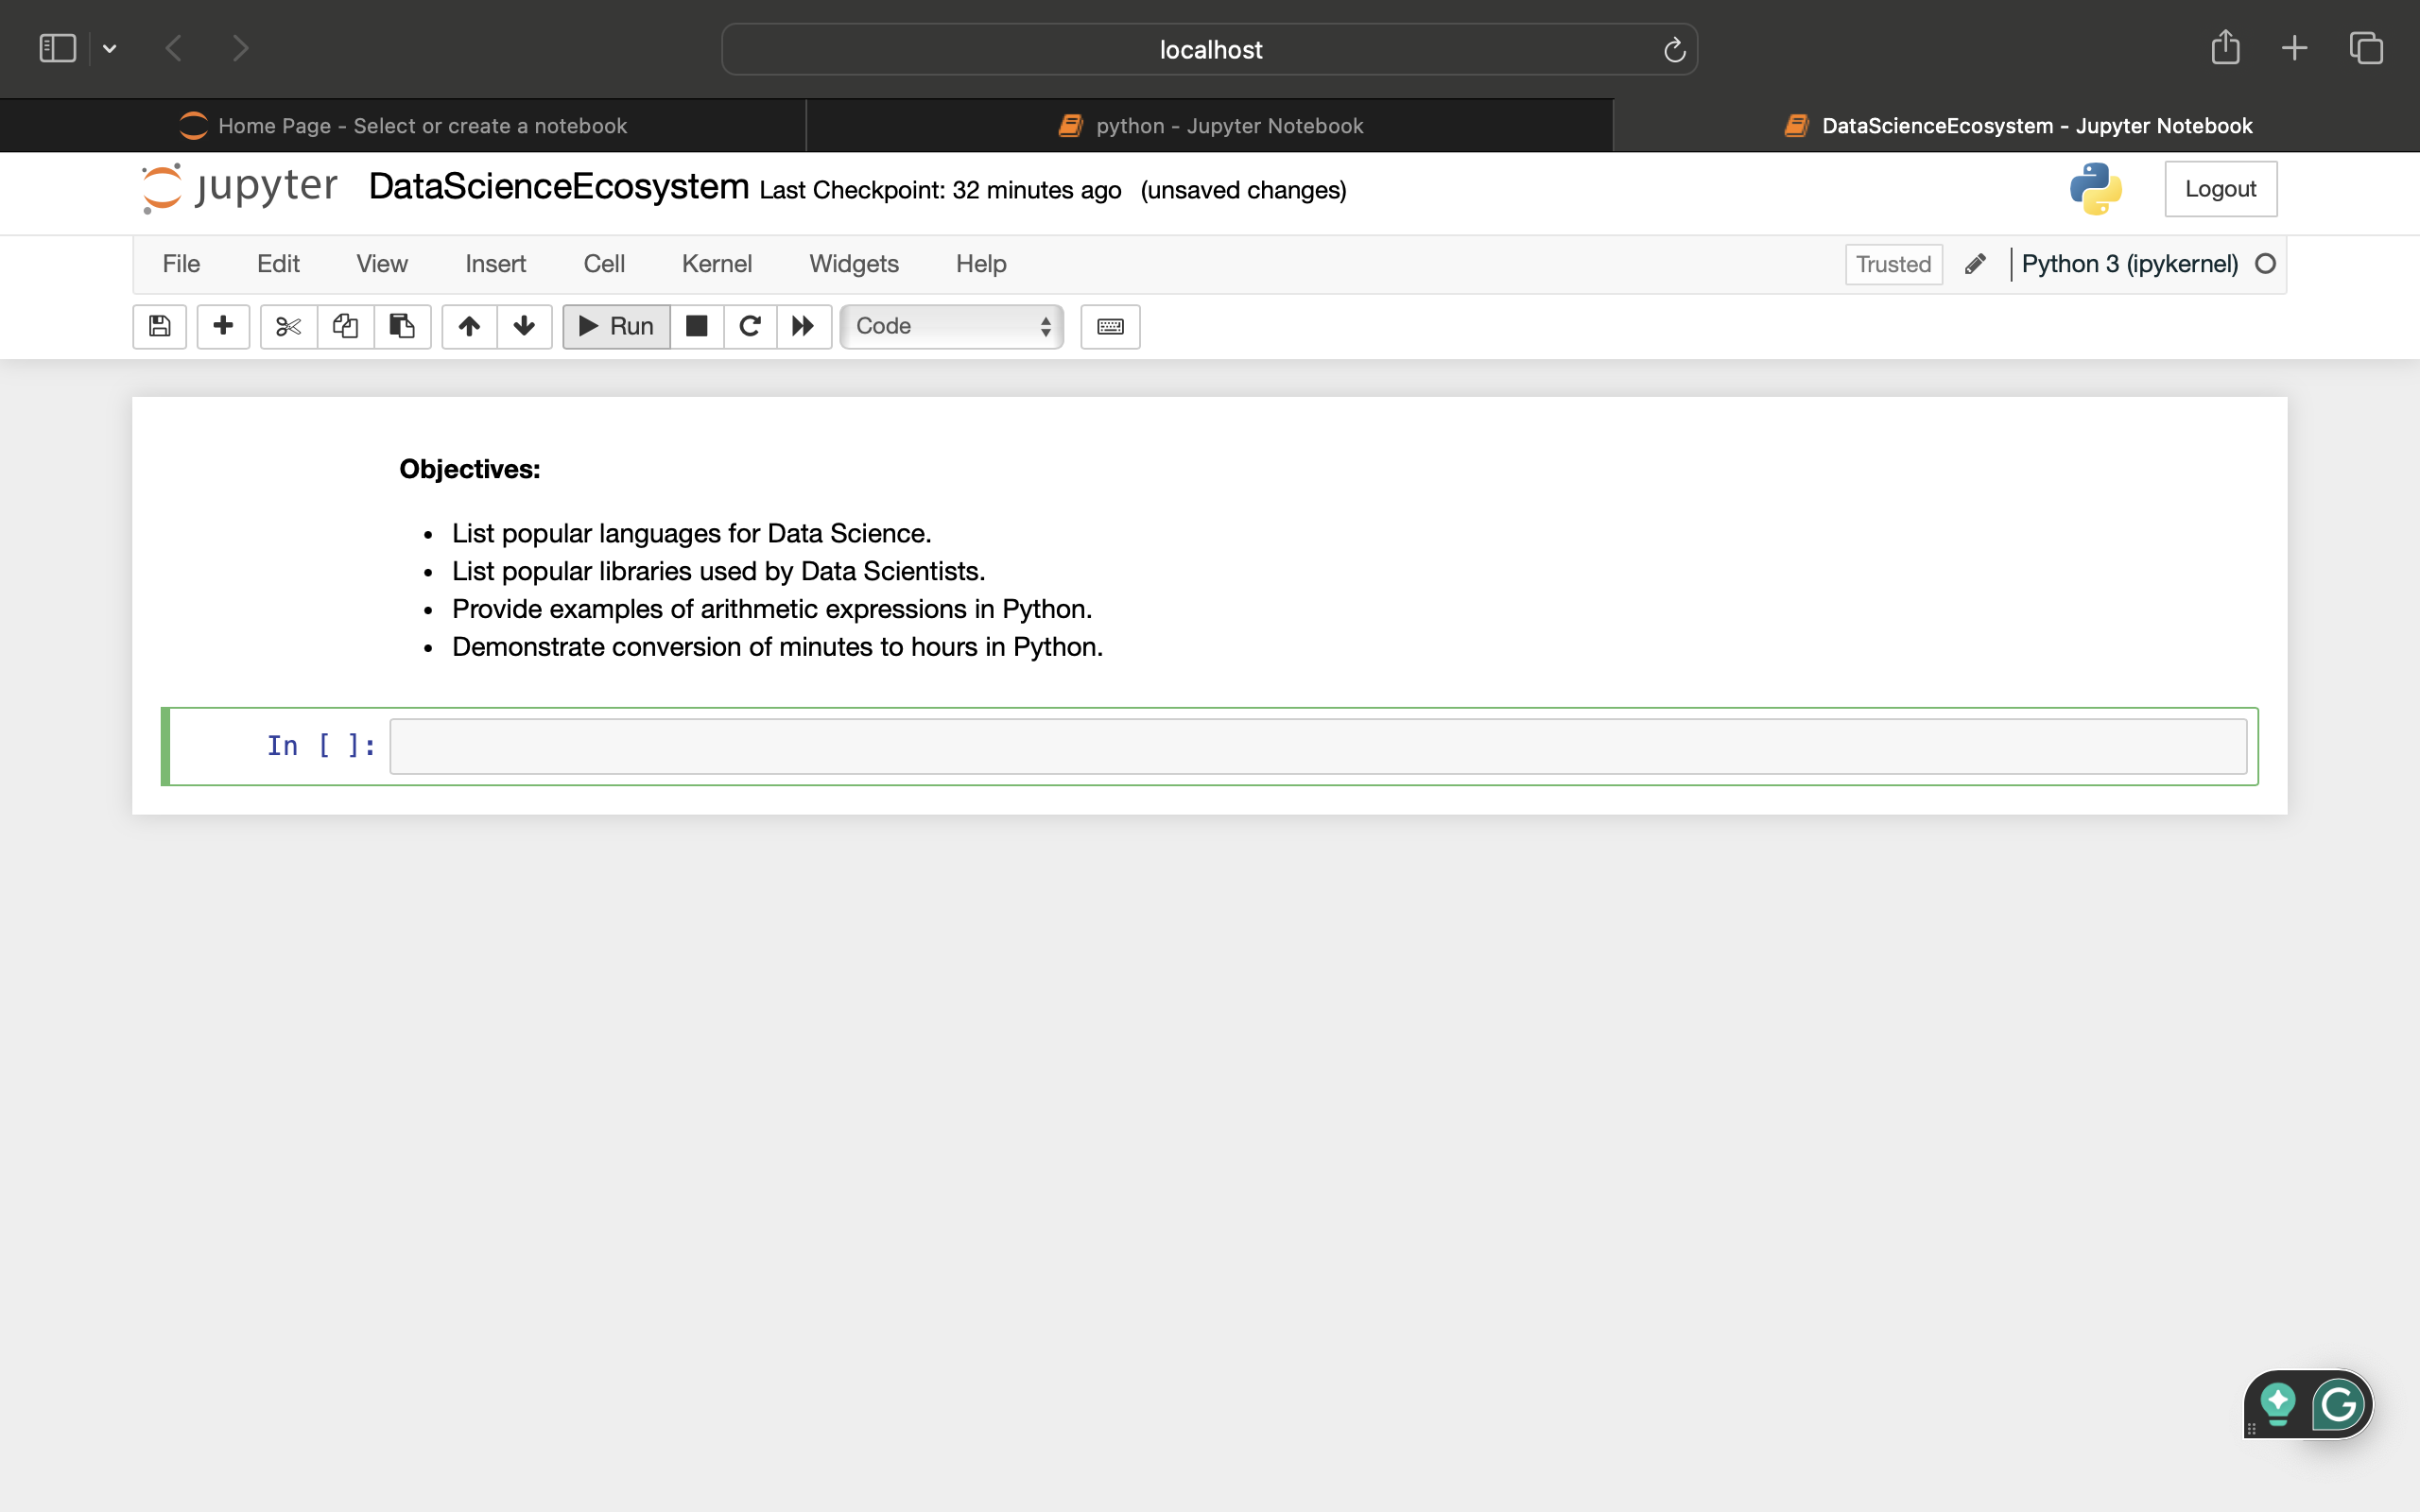 localhost
Home Page - Select or create a notebook
python - Jupyter Notebook
DataScienceEcosystem - Jupyter Notebook
jupyter DataScienceEcosystem Last Checkpoint: 32 minutes ago (unsaved changes)
Logout
File Edit View Insert Cell Kernel Widgets Help
Trusted
Python 3 (ipykernel)
Run
Code
Objectives:
• List popular languages for Data Science.
• List popular libraries used by Data Scientists.
• Provide examples of arithmetic expressions in Python.
• Demonstrate conversion of minutes to hours in Python.
In [ ]: